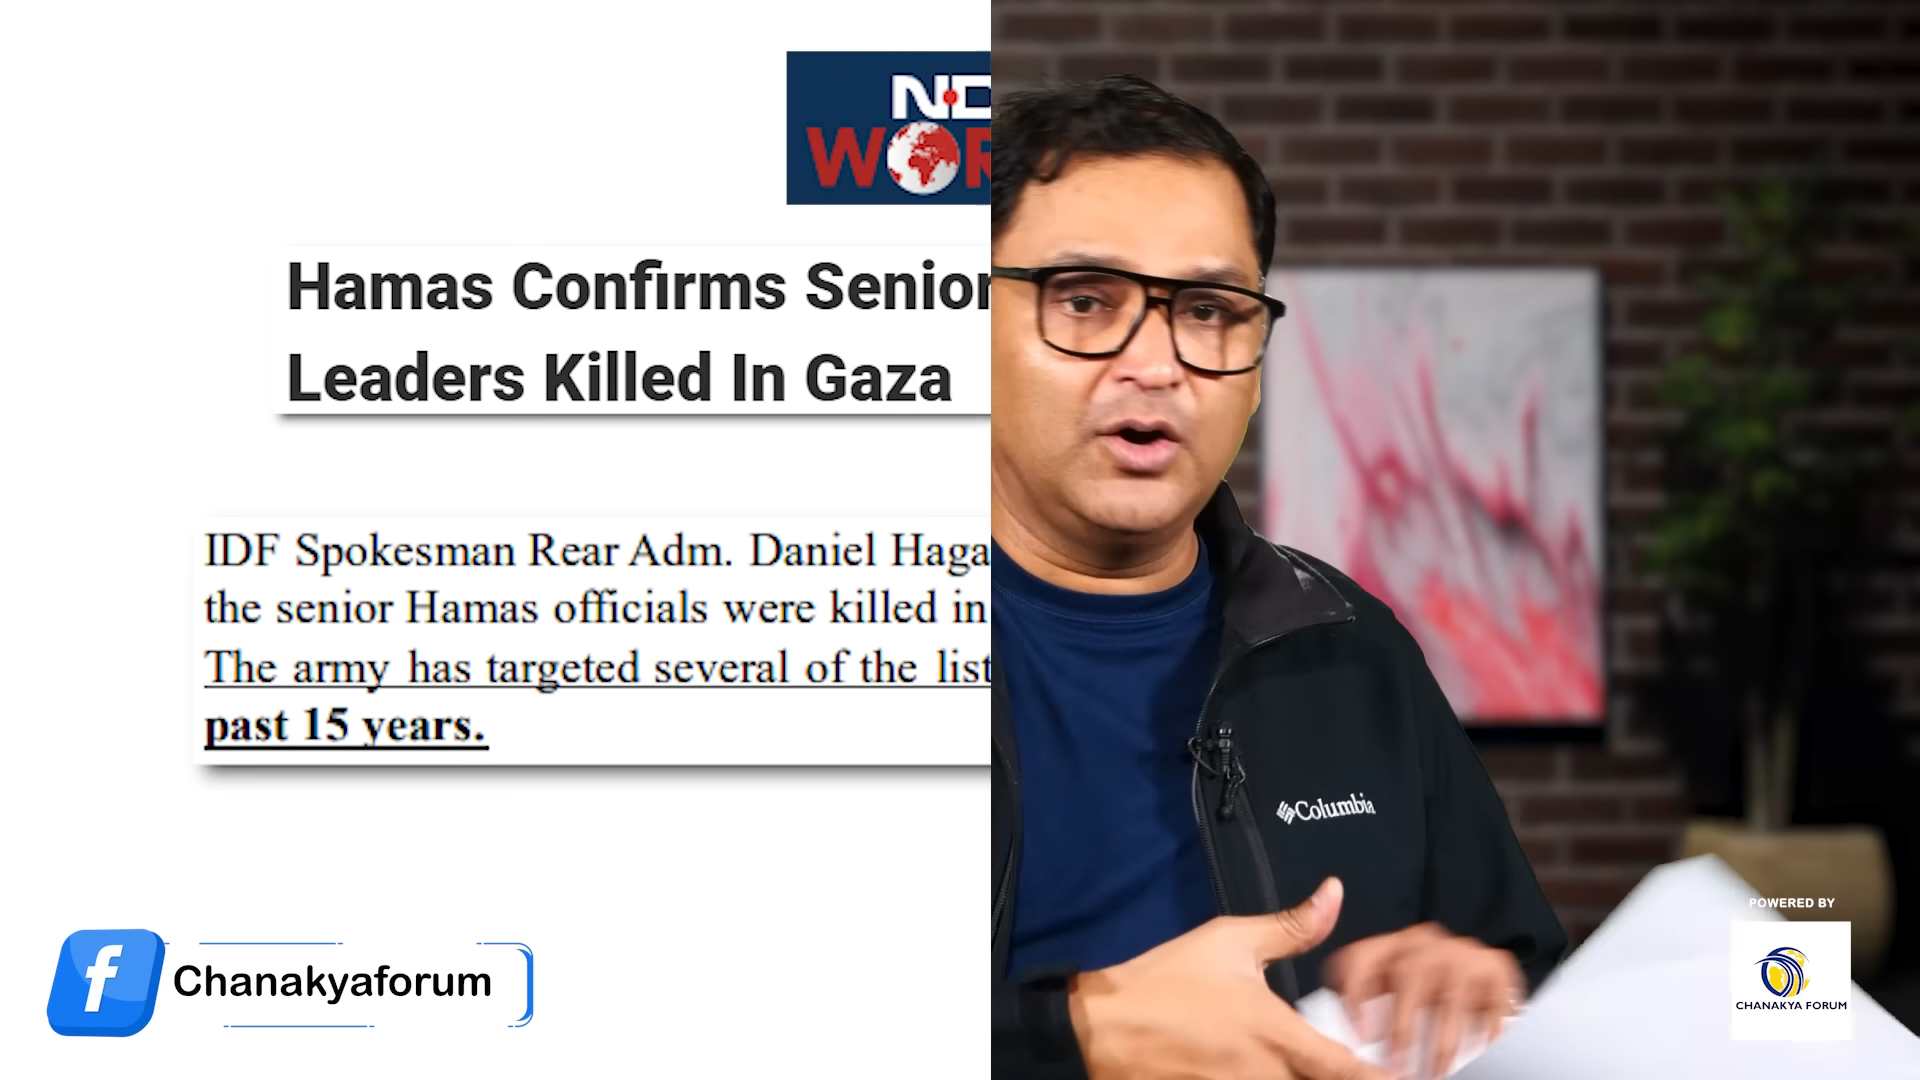 Hamas Confirms Senior
Leaders Killed In Gaza
IDF Spokesman Rear Adm. Daniel Haga
the senior Hamas officials were killed in
The army has targeted several of the list
past 15 years.
Chanakyaforum
Columbia
POWERED BY
CHANAKYA FORUM